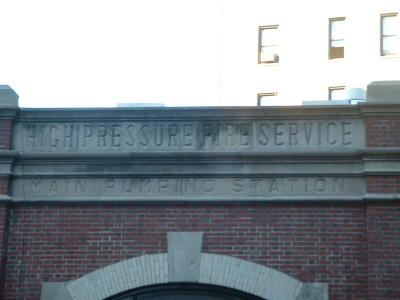 HIGH PRESSURE FIRE SERVICE
MAIN PUMPING STATION